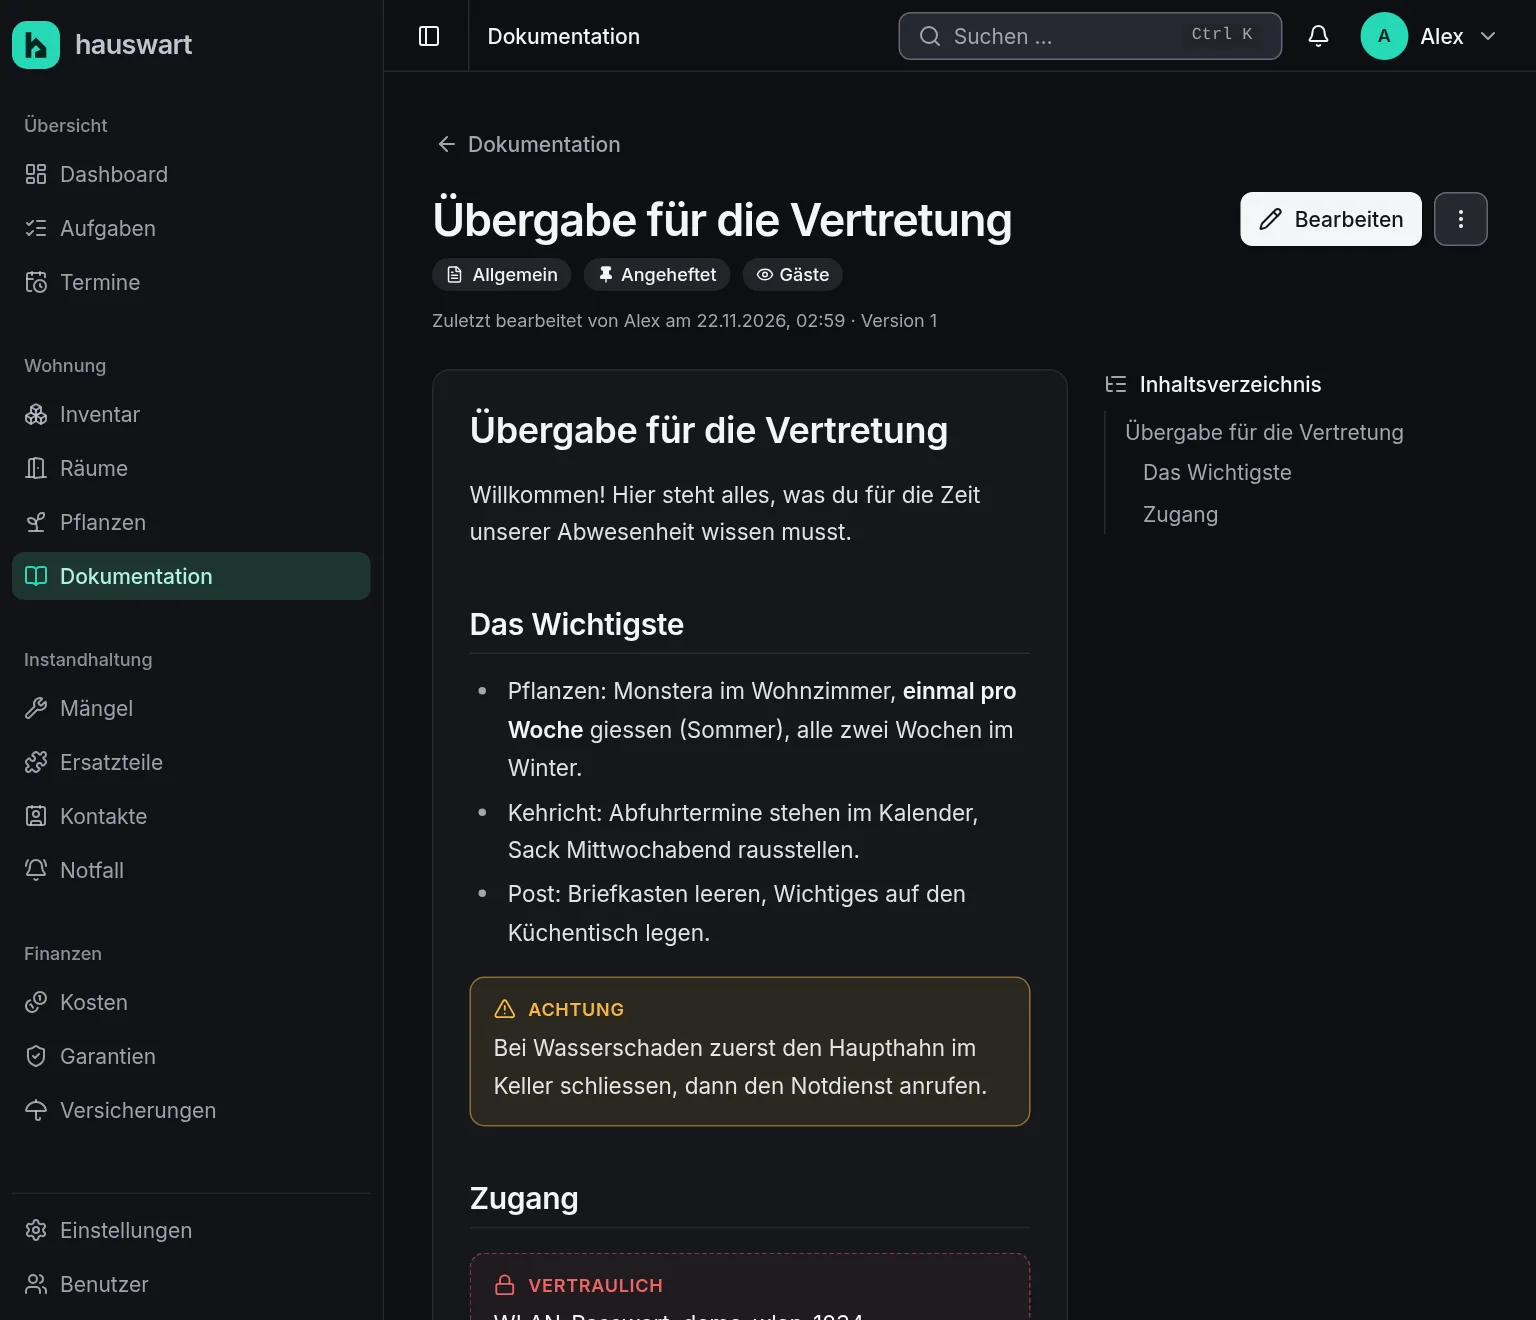 hauswart
Dokumentation
Suchen ...
Ctrl K
A
Alex
Übersicht
Dashboard
Aufgaben
Termine
Wohnung
Inventar
Räume
Pflanzen
Dokumentation
Instandhaltung
Mängel
Ersatzteile
Kontakte
Notfall
Finanzen
Kosten
Garantien
Versicherungen
Einstellungen
Benutzer
Dokumentation
Übergabe für die Vertretung
Bearbeiten
Allgemein
Angeheftet
Gäste
Zuletzt bearbeitet von Alex am 22.11.2026, 02:59 · Version 1
Übergabe für die Vertretung
Willkommen! Hier steht alles, was du für die Zeit
unserer Abwesenheit wissen musst.
Das Wichtigste
Pflanzen: Monstera im Wohnzimmer, einmal pro
Woche giessen (Sommer), alle zwei Wochen im
Winter.
Kehricht: Abfuhrtermine stehen im Kalender,
Sack Mittwochabend rausstellen.
Post: Briefkasten leeren, Wichtiges auf den
Küchentisch legen.
ACHTUNG
Bei Wasserschaden zuerst den Haupthahn im
Keller schliessen, dann den Notdienst anrufen.
Zugang
VERTRAULICH
WLAN-Passwort: demo-wlan-1234
Inhaltsverzeichnis
Übergabe für die Vertretung
Das Wichtigste
Zugang